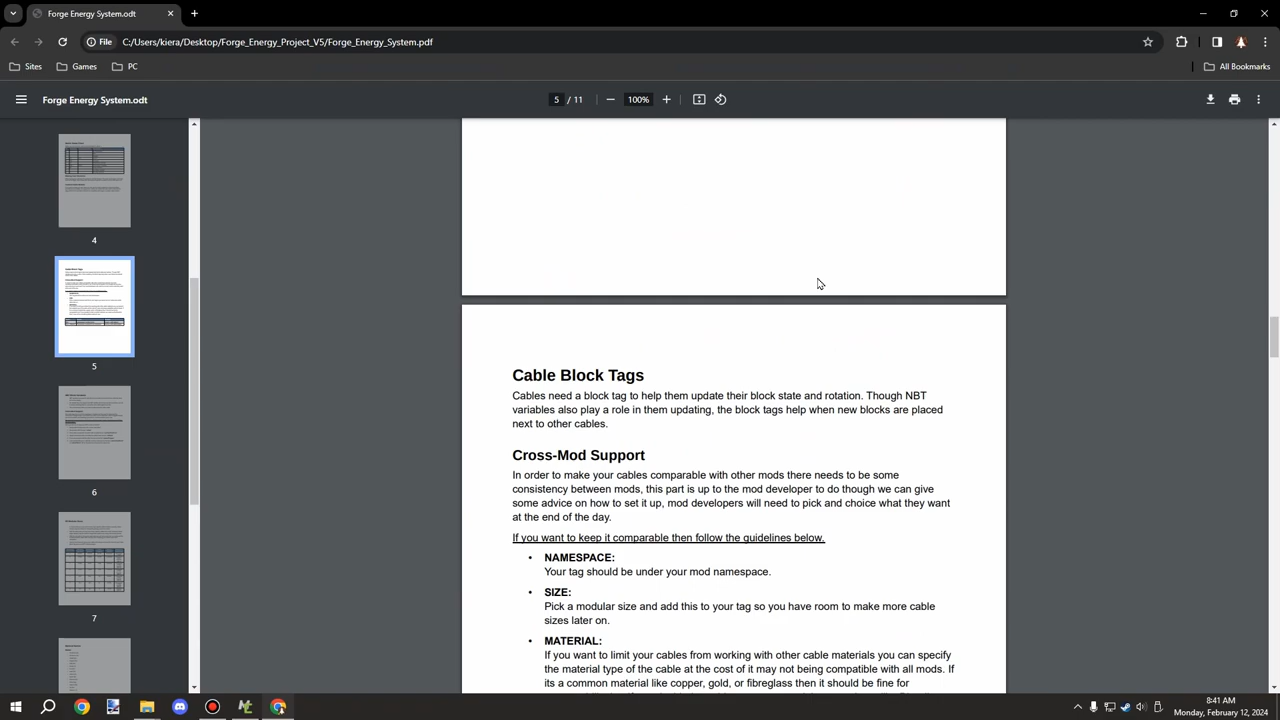 Forge Energy System.odt
File
C:/Users/kiera/Desktop/Forge_Energy_Project_V5/Forge_Energy_System.pdf
Sites
Games
PC
All Bookmarks
Forge Energy System.odt
5 / 11
100%
4
5
6
7
Cable Block Tags
Cables need a block tag to help them update their block state and rotation. Though NBT
variables also play a role in them updating, the block tags help when new blocks are placed
next to other cables.
Cross-Mod Support
In order to make your cables comparable with other mods there needs to be some
consistency between mods, this part is up to the mod developer to do though we can give
some advice on how to set it up, mod developers will need to pick and choice what they want
at the end of the day.
If you want to keep it comparable then follow the guidelines below.
• NAMESPACE:
Your tag should be under your mod namespace.
• SIZE:
Pick a modular size and add this to your tag so you have room to make more cable
sizes later on.
• MATERIAL:
If you want to limit your cables from working with other cable materials you can specify
the material type of the cable at the cost of it may not being compatible with all mods. If
its a common material like copper, gold, or fibreglass then it should be fine for
8:41 AM
Monday, February 12, 2024